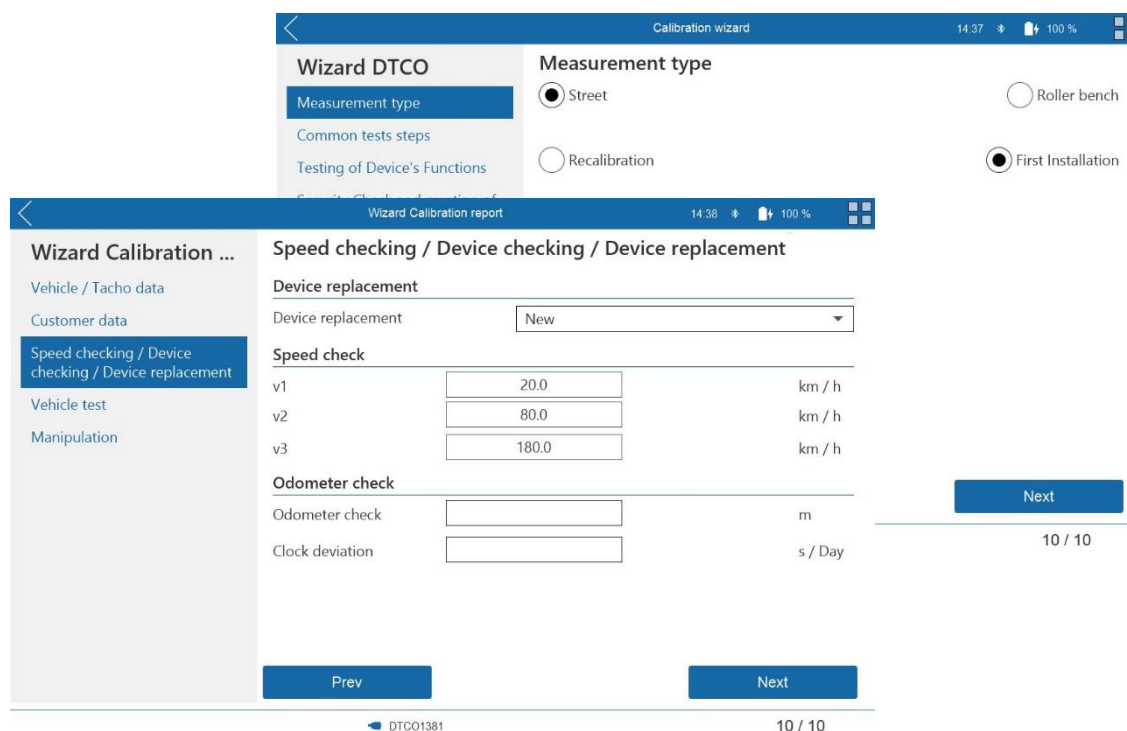 Calibration wizard
14:37
100 %
Wizard DTCO
Measurement type
Common tests steps
Testing of Device's Functions
Measurement type
Street
Roller bench
Recalibration
First Installation
Next
10 / 10
Wizard Calibration report
14:38
100 %
Wizard Calibration ...
Vehicle / Tacho data
Customer data
Speed checking / Device
checking / Device replacement
Vehicle test
Manipulation
Speed checking / Device checking / Device replacement
Device replacement
Device replacement New
Speed check
v1 20.0 km / h
v2 80.0 km / h
v3 180.0 km / h
Odometer check
Odometer check m
Clock deviation s / Day
Prev
Next
DTCO1381
10 / 10